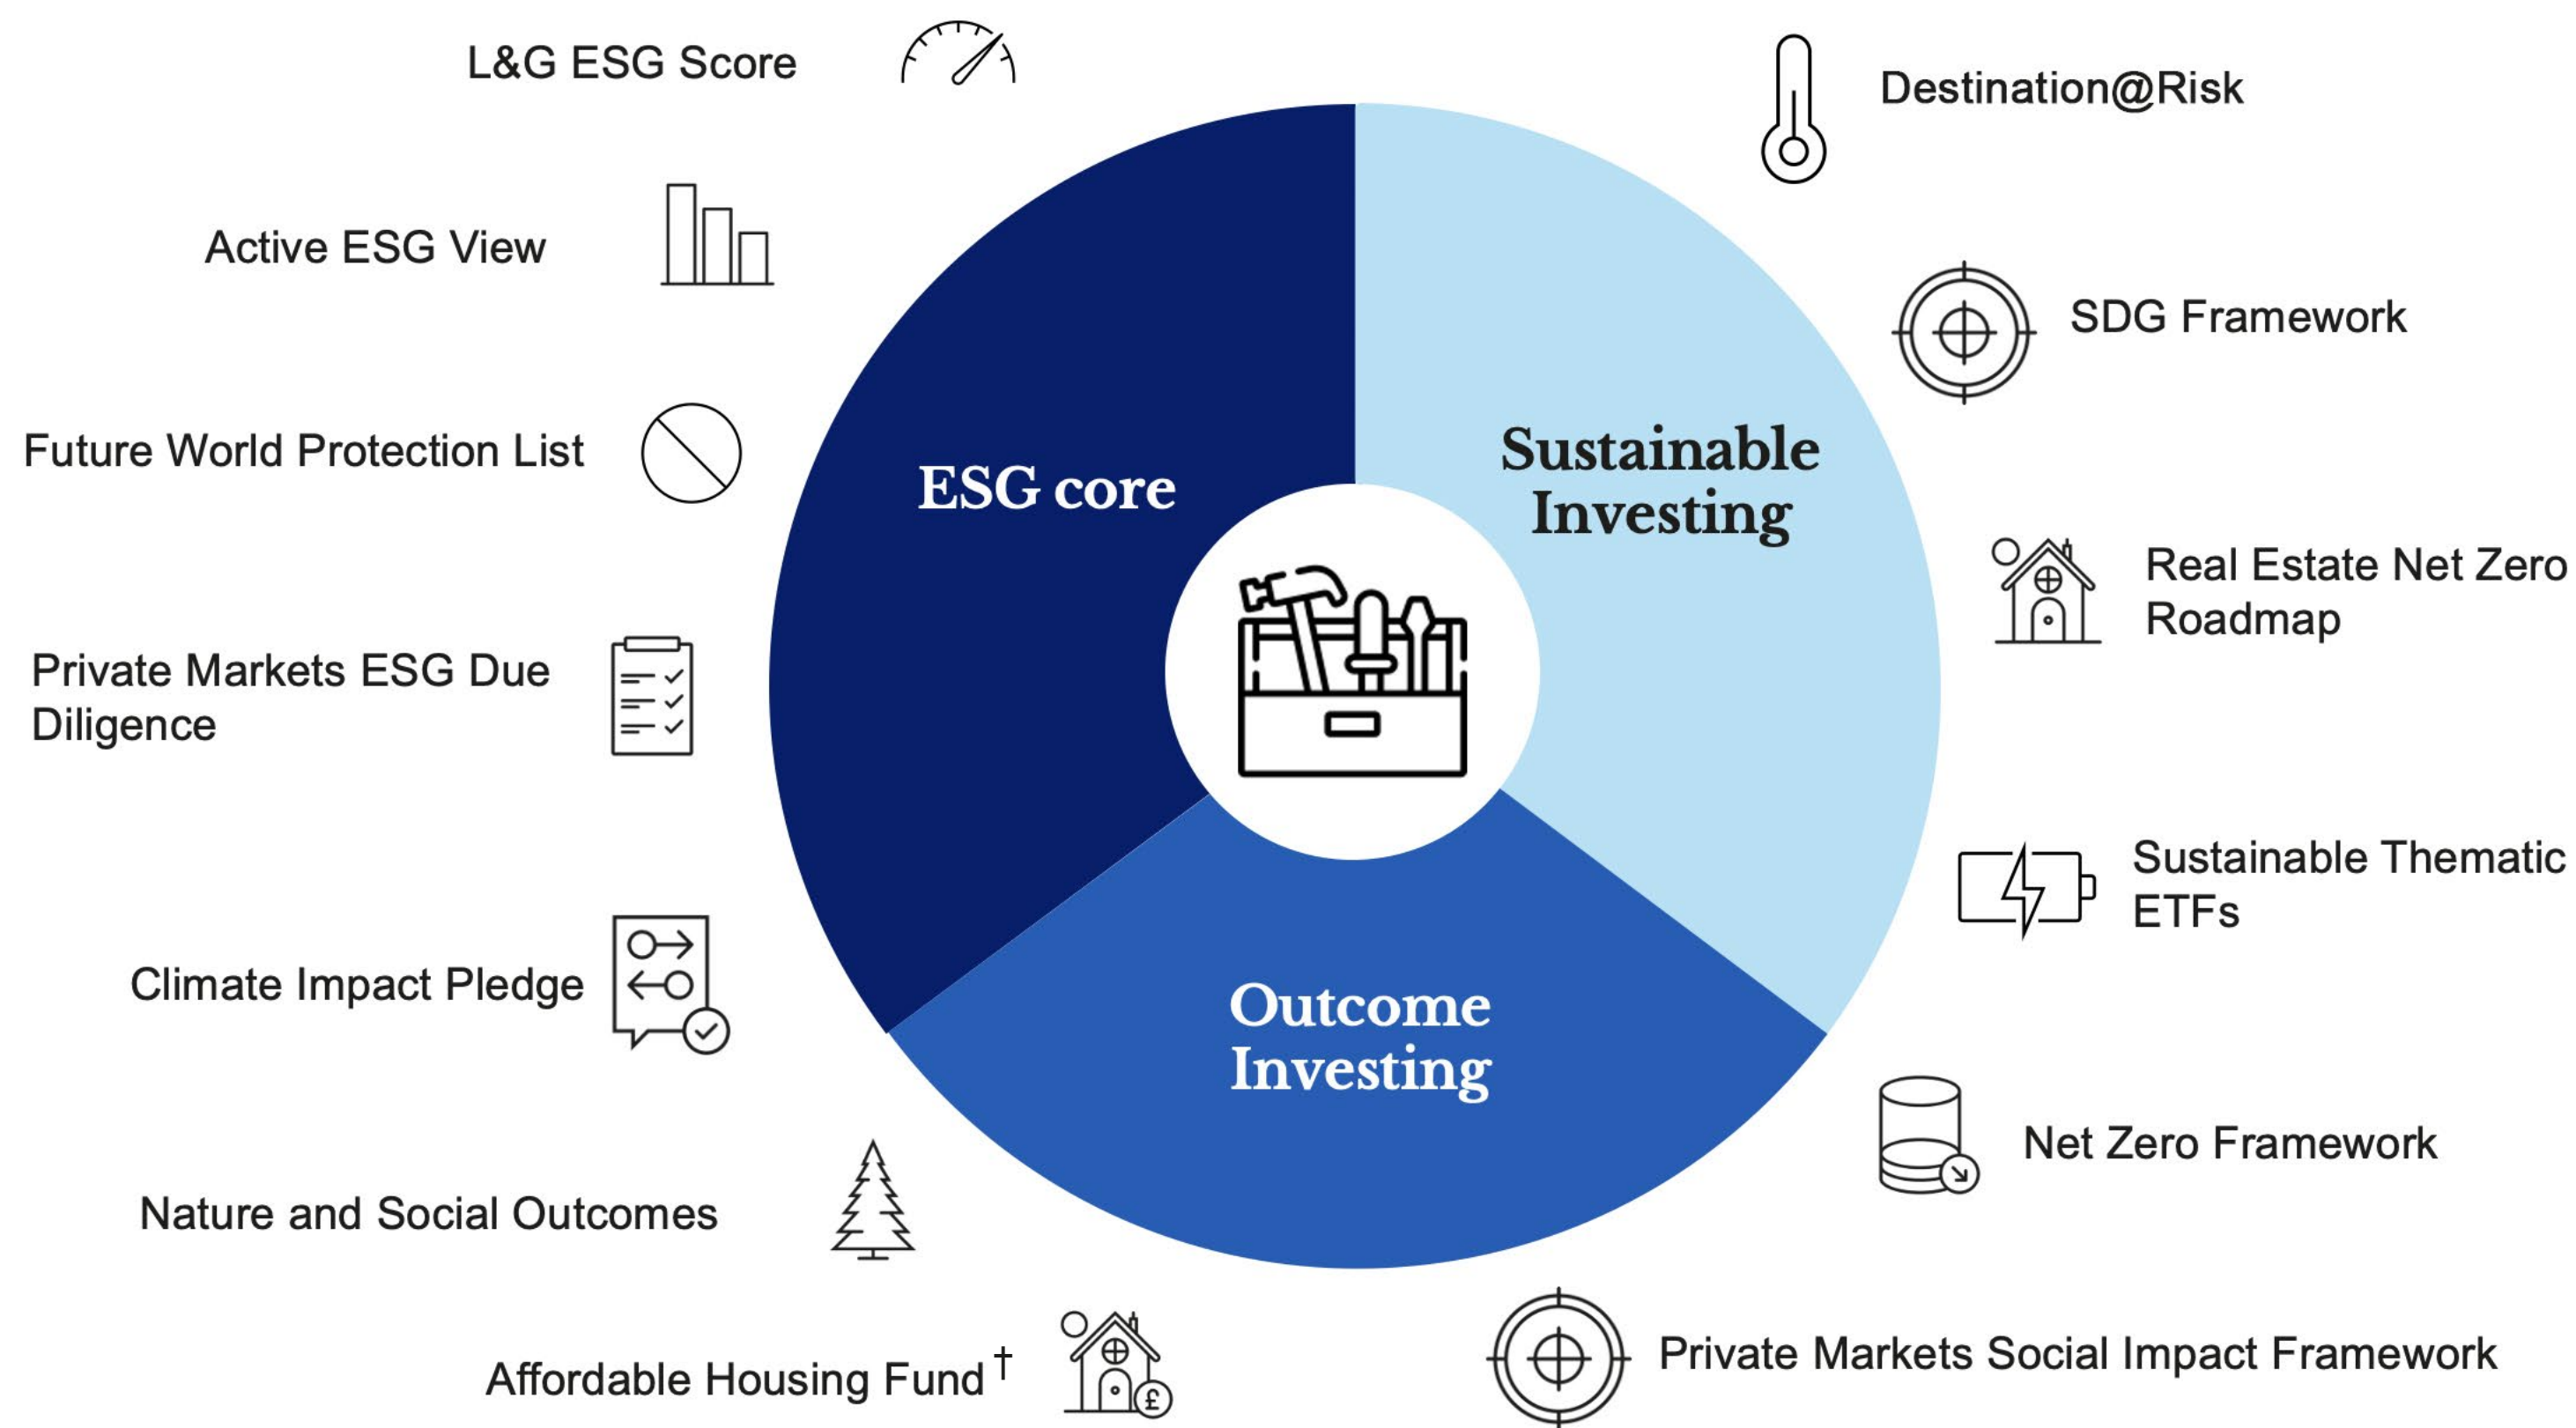 L&G ESG Score
Active ESG View
Future World Protection List
Private Markets ESG Due
Diligence
Climate Impact Pledge
Nature and Social Outcomes
Affordable Housing Fund †
£
ESG core
Sustainable
Investing
Outcome
Investing
Destination@Risk
SDG Framework
Real Estate Net Zero
Roadmap
Sustainable Thematic
ETFs
Net Zero Framework
Private Markets Social Impact Framework